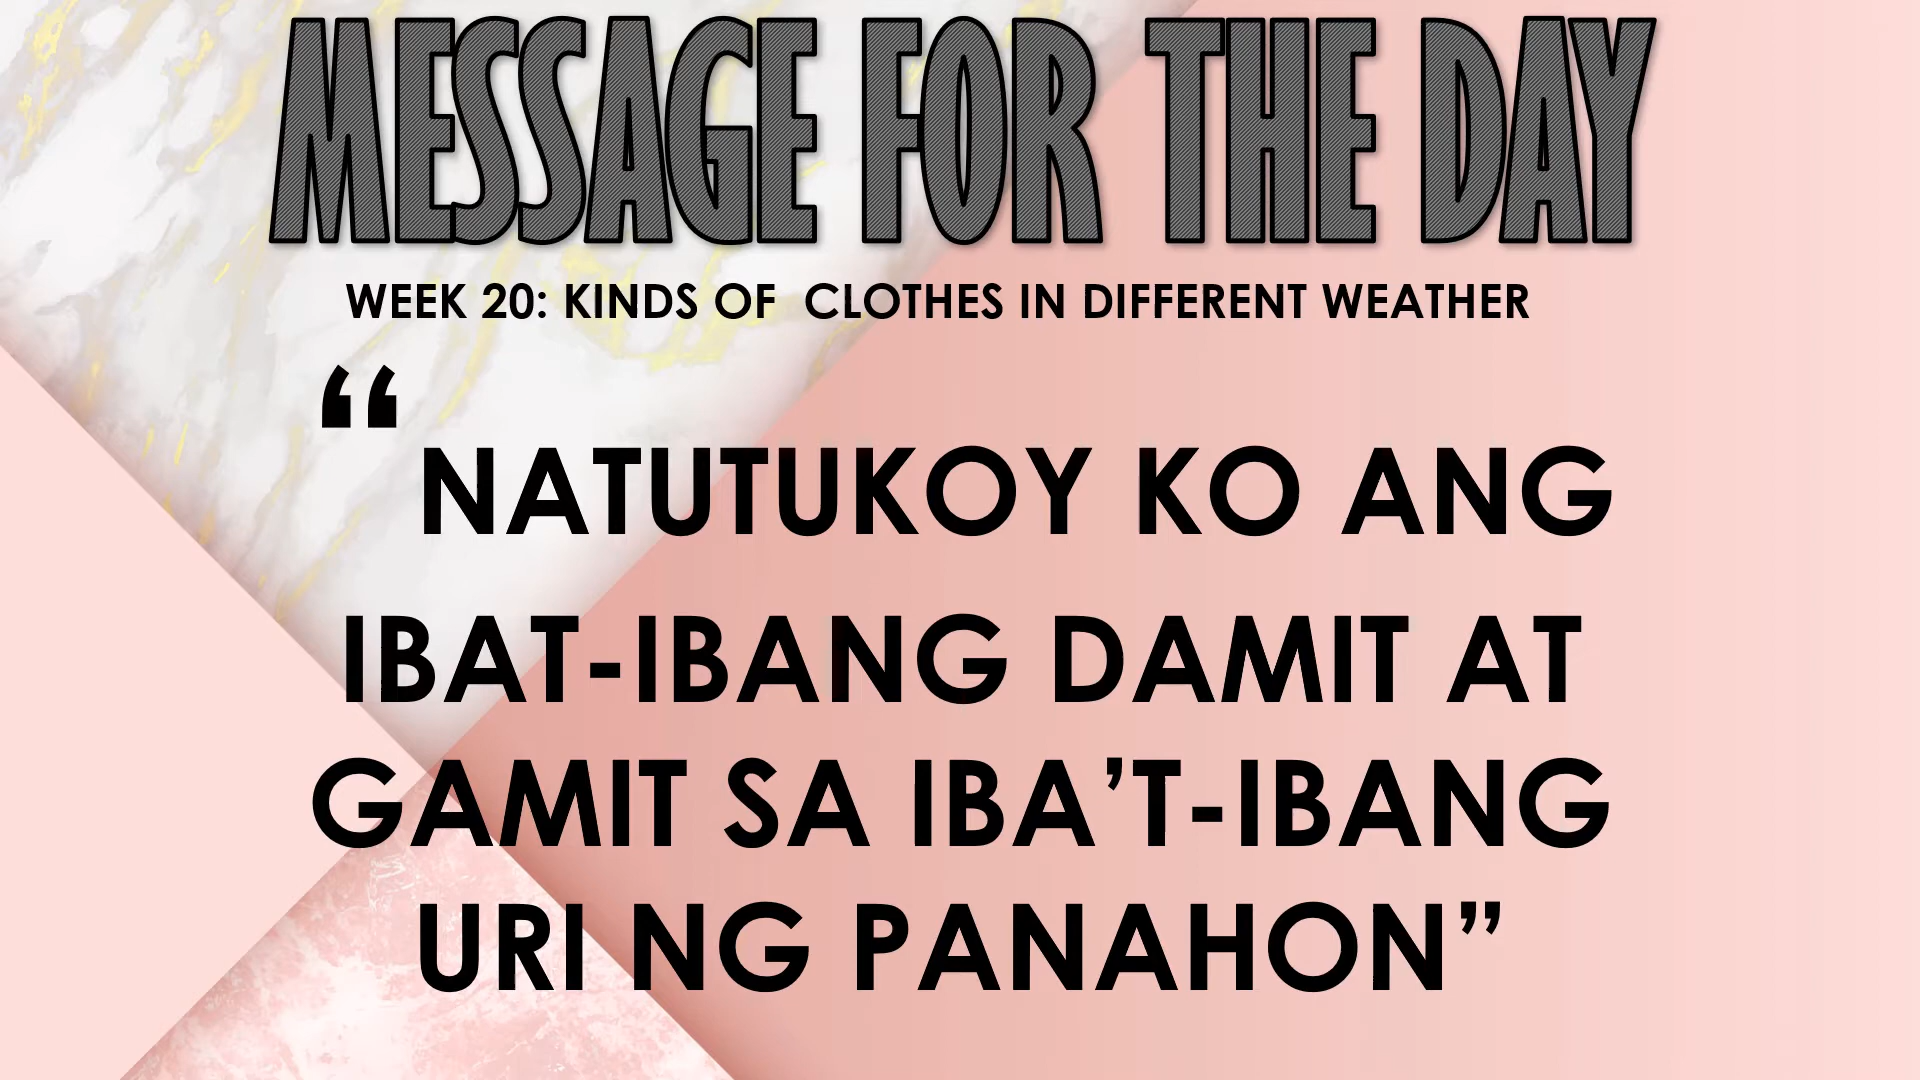 MESSAGE FOR THE DAY
WEEK 20: KINDS OF CLOTHES IN DIFFERENT WEATHER
“NATUTUKOY KO ANG
IBAT-IBANG DAMIT AT
GAMIT SA IBA’T-IBANG
URI NG PANAHON”